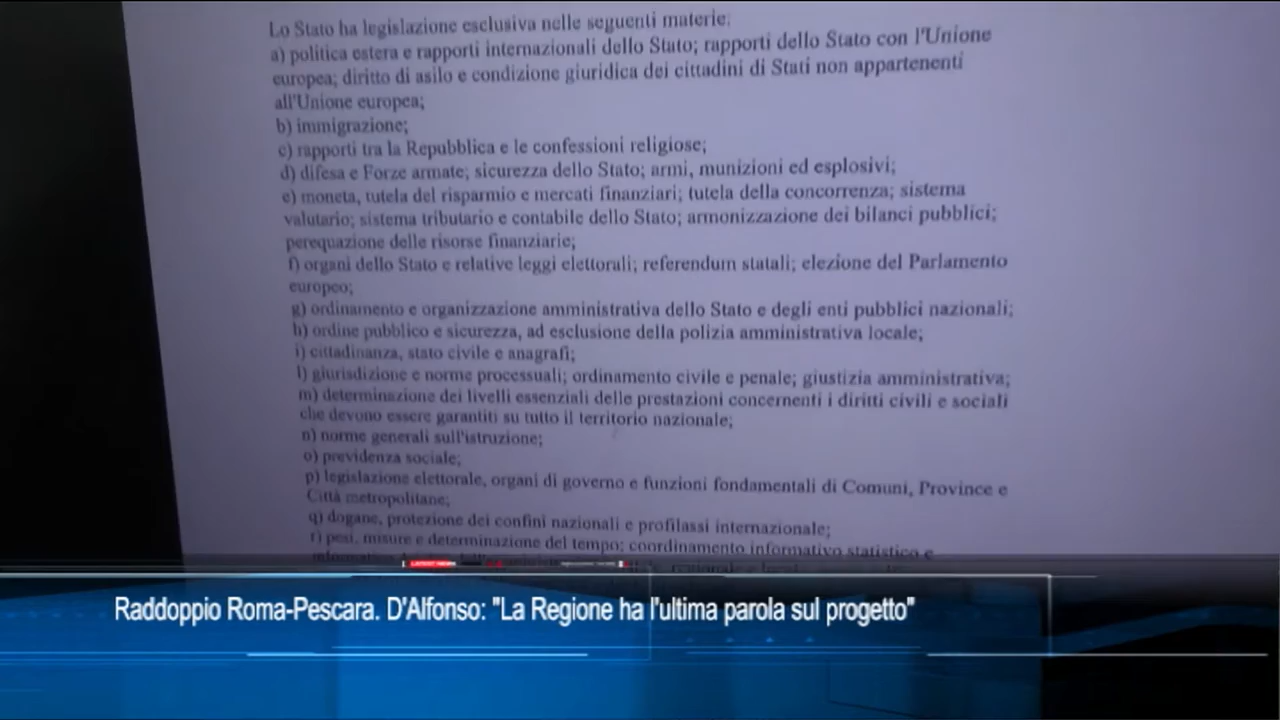 Lo Stato ha legislazione esclusiva nelle seguenti materie:
a) politica estera e rapporti internazionali dello Stato; rapporti dello Stato con l'Unione
europea; diritto di asilo e condizione giuridica dei cittadini di Stati non appartenenti
all'Unione europea;
b) immigrazione;
c) rapporti tra la Repubblica e le confessioni religiose;
d) difesa e Forze armate; sicurezza dello Stato; armi, munizioni ed esplosivi;
e) moneta, tutela del risparmio e mercati finanziari; tutela della concorrenza; sistema
valutario; sistema tributario e contabile dello Stato; armonizzazione dei bilanci pubblici;
perequazione delle risorse finanziarie;
f) organi dello Stato e relative leggi elettorali; referendum statali; elezione del Parlamento
europeo;
g) ordinamento e organizzazione amministrativa dello Stato e degli enti pubblici nazionali;
h) ordine pubblico e sicurezza, ad esclusione della polizia amministrativa locale;
i) cittadinanza, stato civile e anagrafi;
l) giurisdizione e norme processuali; ordinamento civile e penale; giustizia amministrativa;
m) determinazione dei livelli essenziali delle prestazioni concernenti i diritti civili e sociali
che devono essere garantiti su tutto il territorio nazionale;
n) norme generali sull'istruzione;
o) previdenza sociale;
p) legislazione elettorale, organi di governo e funzioni fondamentali di Comuni, Province e
Città metropolitane;
q) dogane, protezione dei confini nazionali e profilassi internazionale;
r) pesi, misure e determinazione del tempo; coordinamento informativo statistico e
LATEST NEWS
Raddoppio Roma-Pescara. D'Alfonso: "La Regione ha l'ultima parola sul progetto"